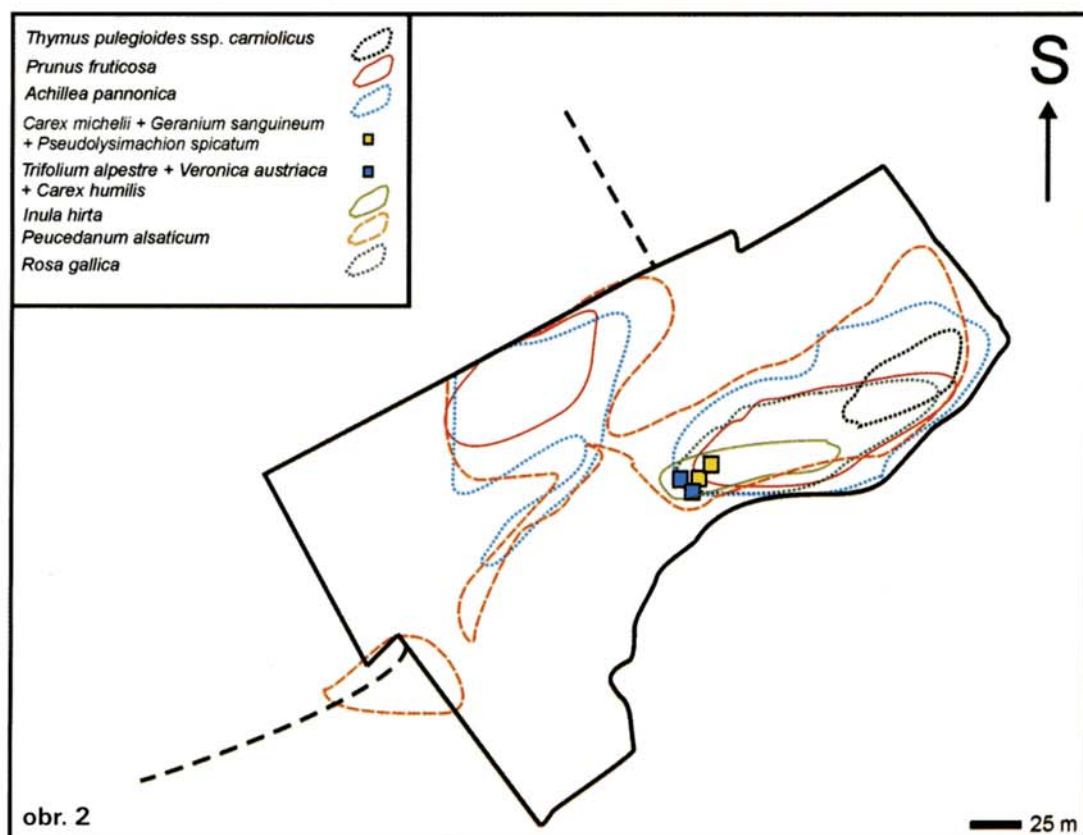 Thymus pulegioides ssp. carniolicus
Prunus fruticosa
Achillea pannonica
Carex michelii + Geranium sanguineum
+ Pseudolysimachion spicatum
Trifolium alpestre + Veronica austriaca
+ Carex humilis
Inula hirta
Peucedanum alsaticum
Rosa gallica
S
obr. 2
25 m